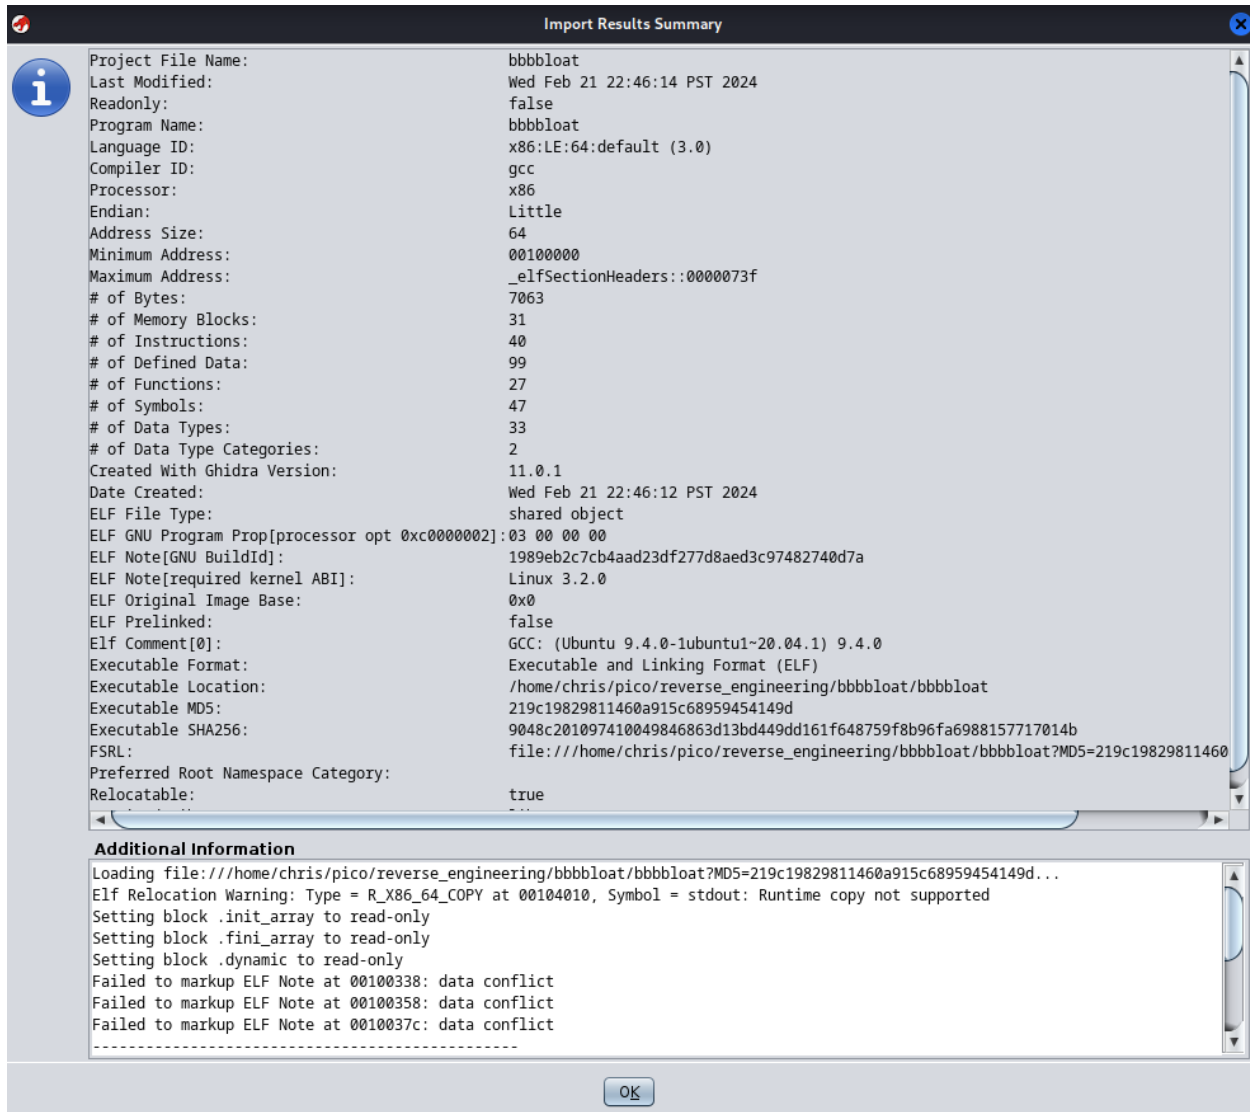 Import Results Summary
Project File Name: bbbbloat
Last Modified: Wed Feb 21 22:46:14 PST 2024
Readonly: false
Program Name: bbbbloat
Language ID: x86:LE:64:default (3.0)
Compiler ID: gcc
Processor: x86
Endian: Little
Address Size: 64
Minimum Address: 00100000
Maximum Address: _elfSectionHeaders::0000073f
# of Bytes: 7063
# of Memory Blocks: 31
# of Instructions: 40
# of Defined Data: 99
# of Functions: 27
# of Symbols: 47
# of Data Types: 33
# of Data Type Categories: 2
Created With Ghidra Version: 11.0.1
Date Created: Wed Feb 21 22:46:12 PST 2024
ELF File Type: shared object
ELF GNU Program Prop[processor opt 0xc0000002]: 03 00 00 00
ELF Note[GNU BuildId]: 1989eb2c7cb4aad23df277d8aed3c97482740d7a
ELF Note[required kernel ABI]: Linux 3.2.0
ELF Original Image Base: 0x0
ELF Prelinked: false
Elf Comment[0]: GCC: (Ubuntu 9.4.0-1ubuntu1~20.04.1) 9.4.0
Executable Format: Executable and Linking Format (ELF)
Executable Location: /home/chris/pico/reverse_engineering/bbbbloat/bbbbloat
Executable MD5: 219c19829811460a915c68959454149d
Executable SHA256: 9048c201097410049846863d13bd449dd161f648759f8b96fa6988157717014b
FSRL: file:///home/chris/pico/reverse_engineering/bbbbloat/bbbbloat?MD5=219c19829811460
Preferred Root Namespace Category:
Relocatable: true
Additional Information
Loading file:///home/chris/pico/reverse_engineering/bbbbloat/bbbbloat?MD5=219c19829811460a915c68959454149d...
Elf Relocation Warning: Type = R_X86_64_COPY at 00104010, Symbol = stdout: Runtime copy not supported
Setting block .init_array to read-only
Setting block .fini_array to read-only
Setting block .dynamic to read-only
Failed to markup ELF Note at 00100338: data conflict
Failed to markup ELF Note at 00100358: data conflict
Failed to markup ELF Note at 0010037c: data conflict
------------------------------------------------
OK